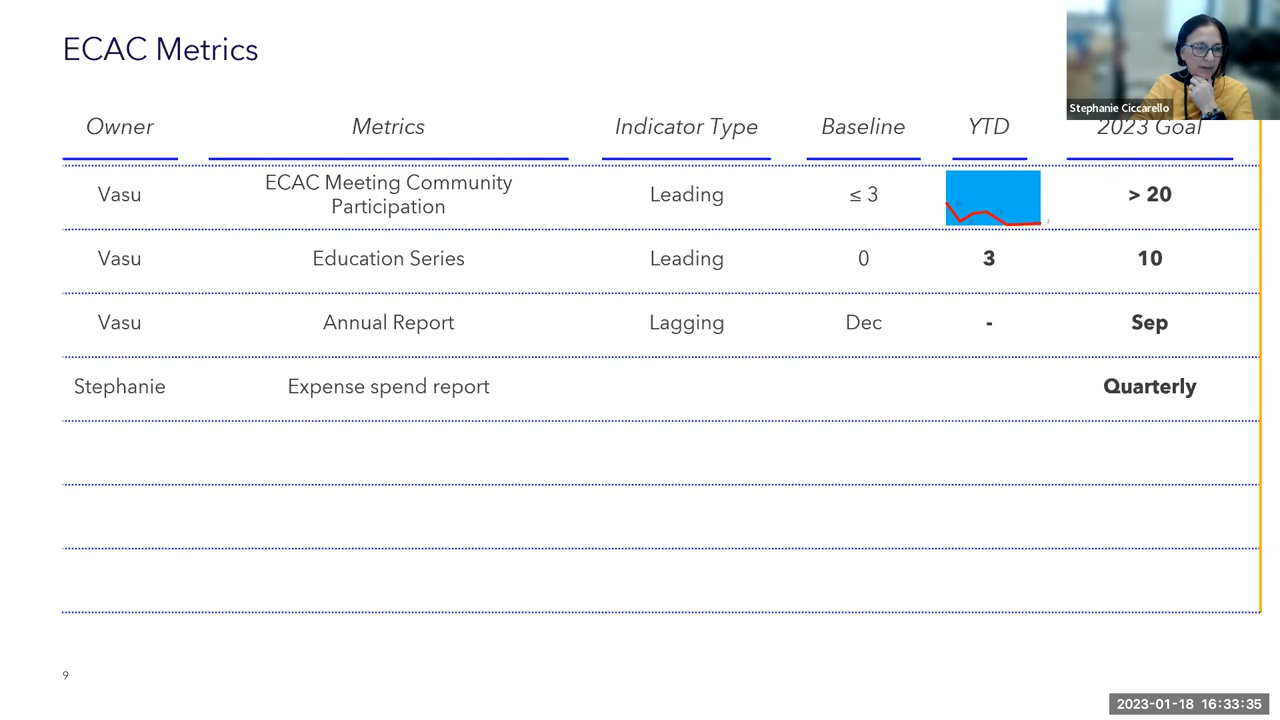 ECAC Metrics
Stephanie Ciccarello
Owner Metrics Indicator Type Baseline YTD 2023 Goal
Vasu ECAC Meeting Community Participation Leading ≤ 3 > 20
Vasu Education Series Leading 0 3 10
Vasu Annual Report Lagging Dec - Sep
Stephanie Expense spend report Quarterly
9
2023-01-18 16:33:35